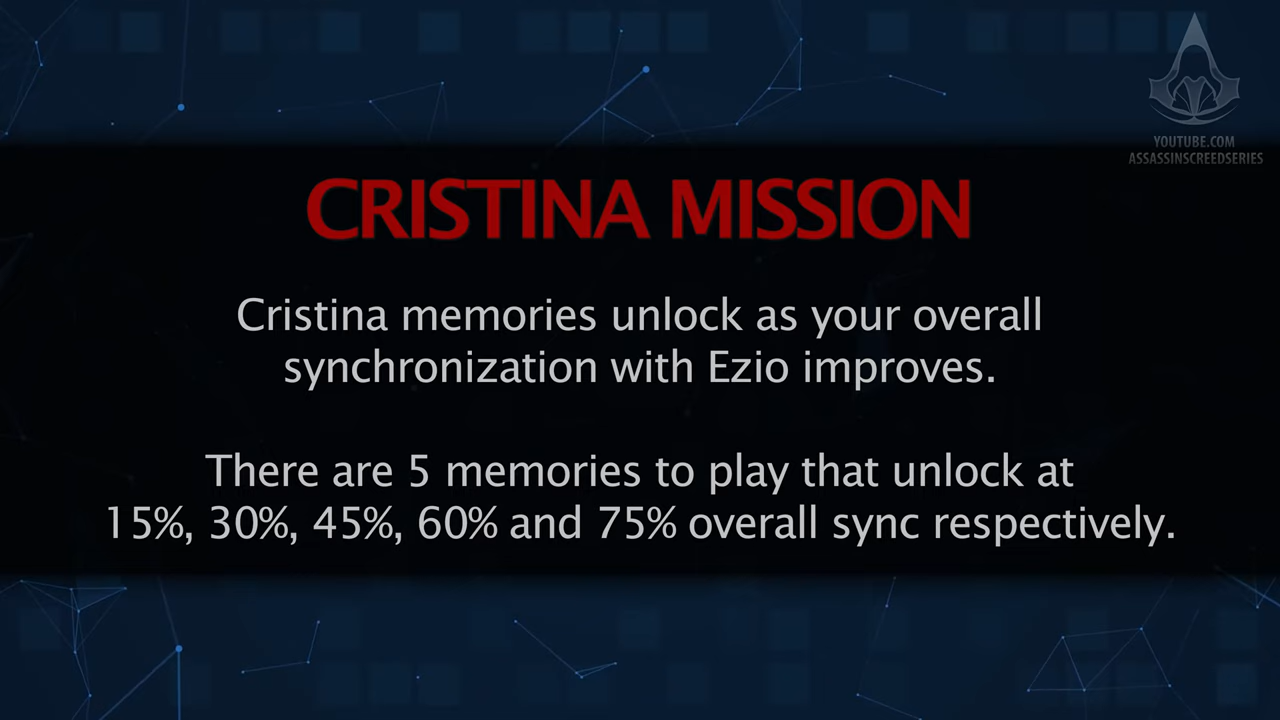 YOUTUBE.COM
ASSASSINSCREEDSERIES
CRISTINA MISSION
Cristina memories unlock as your overall
synchronization with Ezio improves.
There are 5 memories to play that unlock at
15%, 30%, 45%, 60% and 75% overall sync respectively.